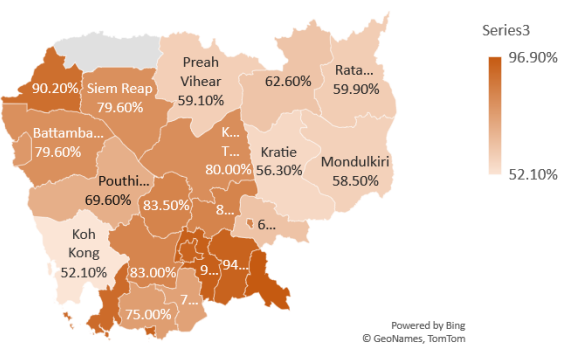 Series3
96.90%
52.10%
Preah
Vihear
59.10%
62.60%
Rata...
59.90%
90.20%
Siem Reap
79.60%
Battamba...
79.60%
K...
T...
80.00%
Kratie
56.30%
Mondulkiri
58.50%
Pouthi...
69.60%
83.50%
8...
6...
Koh
Kong
52.10%
83.00%
9...
94...
75.00%
7...
Powered by Bing
© GeoNames, TomTom